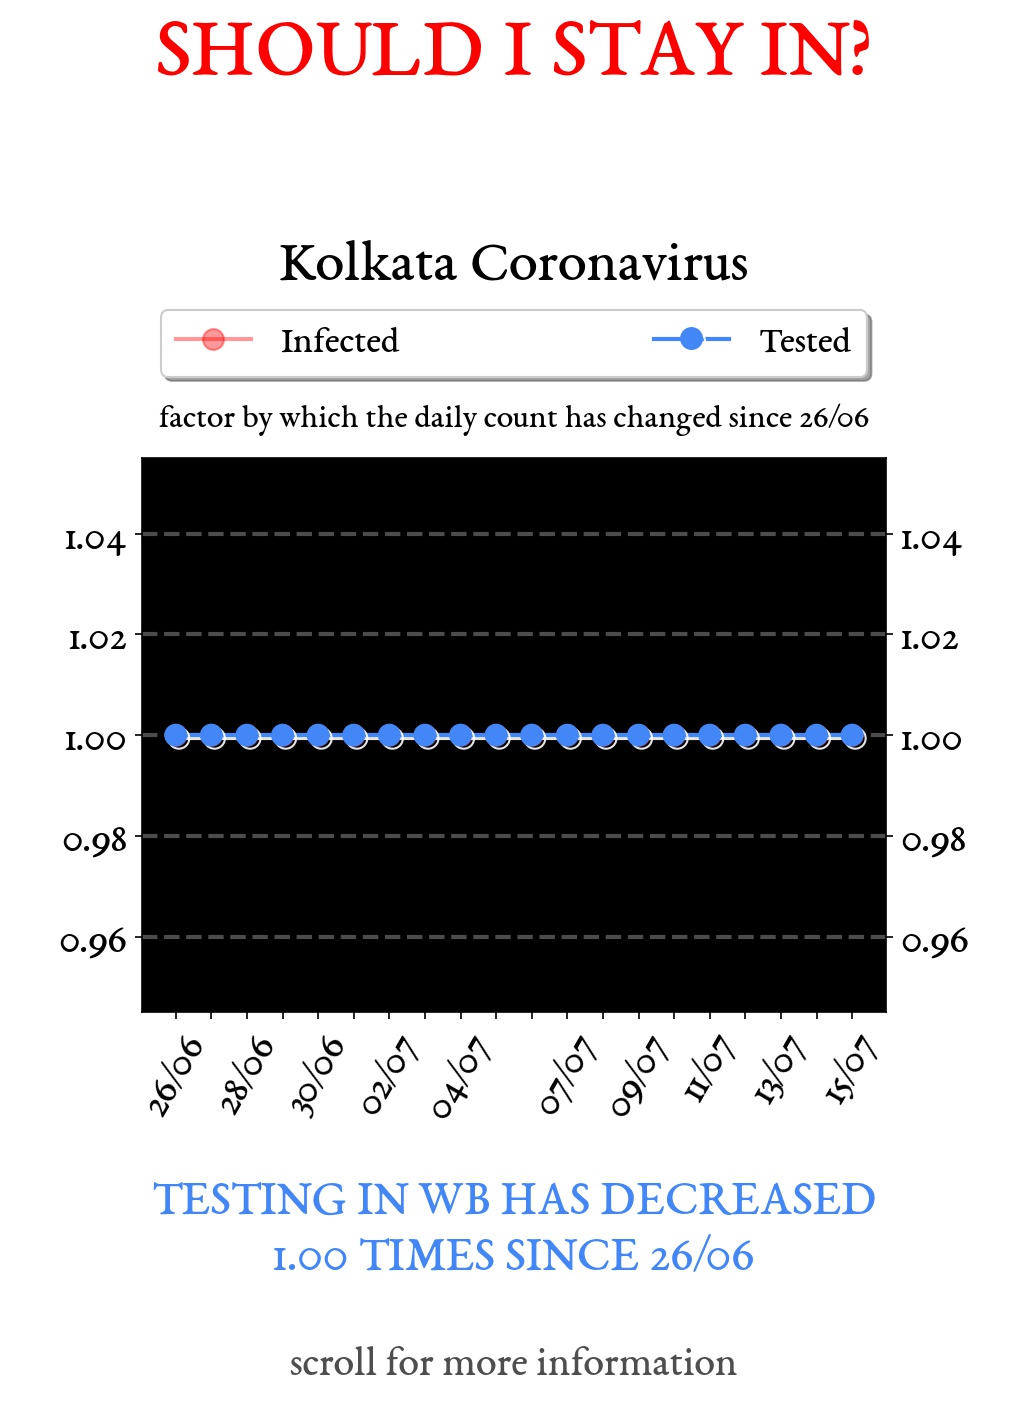 SHOULD I STAY IN?
Kolkata Coronavirus
Infected Tested
factor by which the daily count has changed since 26/06
1.04 1.04
1.02 1.02
1.00 1.00
0.98 0.98
0.96 0.96
26/06 28/06 30/06 02/07 04/07 07/07 09/07 11/07 13/07 15/07
TESTING IN WB HAS DECREASED
1.00 TIMES SINCE 26/06
scroll for more information